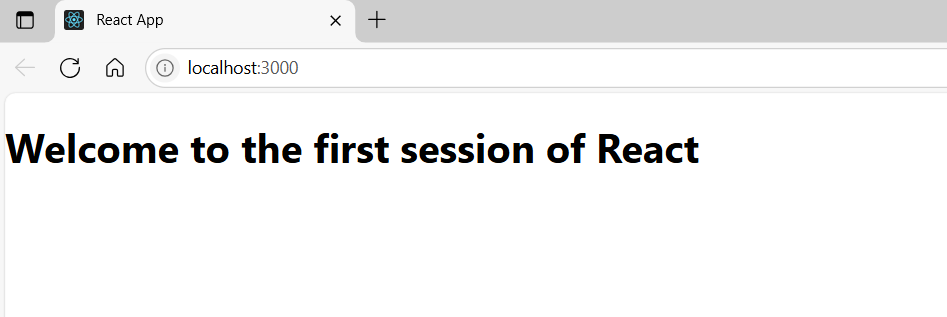 React App
localhost:3000
Welcome to the first session of React